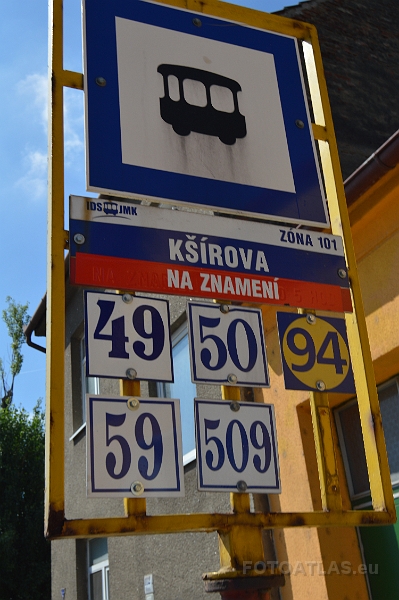 IDS JMK
ZÓNA 101
KŠÍROVA
NA ZNAMENÍ
49 50 94
59 509
FOTOATLAS.eu